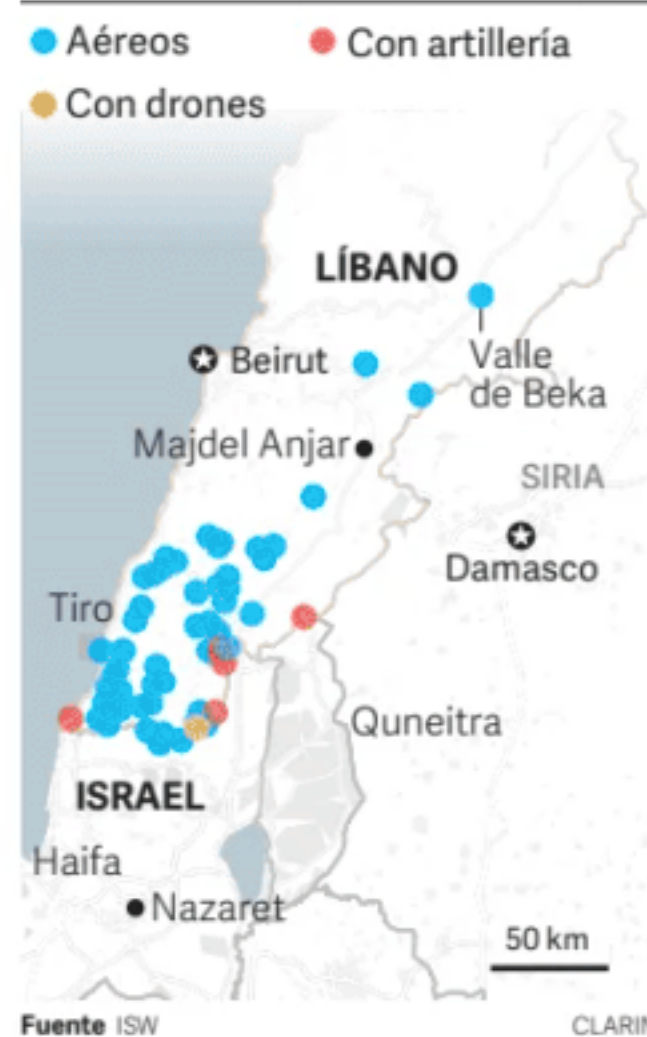 Aéreos
Con artillería
Con drones
LÍBANO
Beirut
Valle
de Beka
Majdel Anjar
SIRIA
Damasco
Tiro
Quneitra
ISRAEL
Haifa
Nazaret
50 km
Fuente ISW